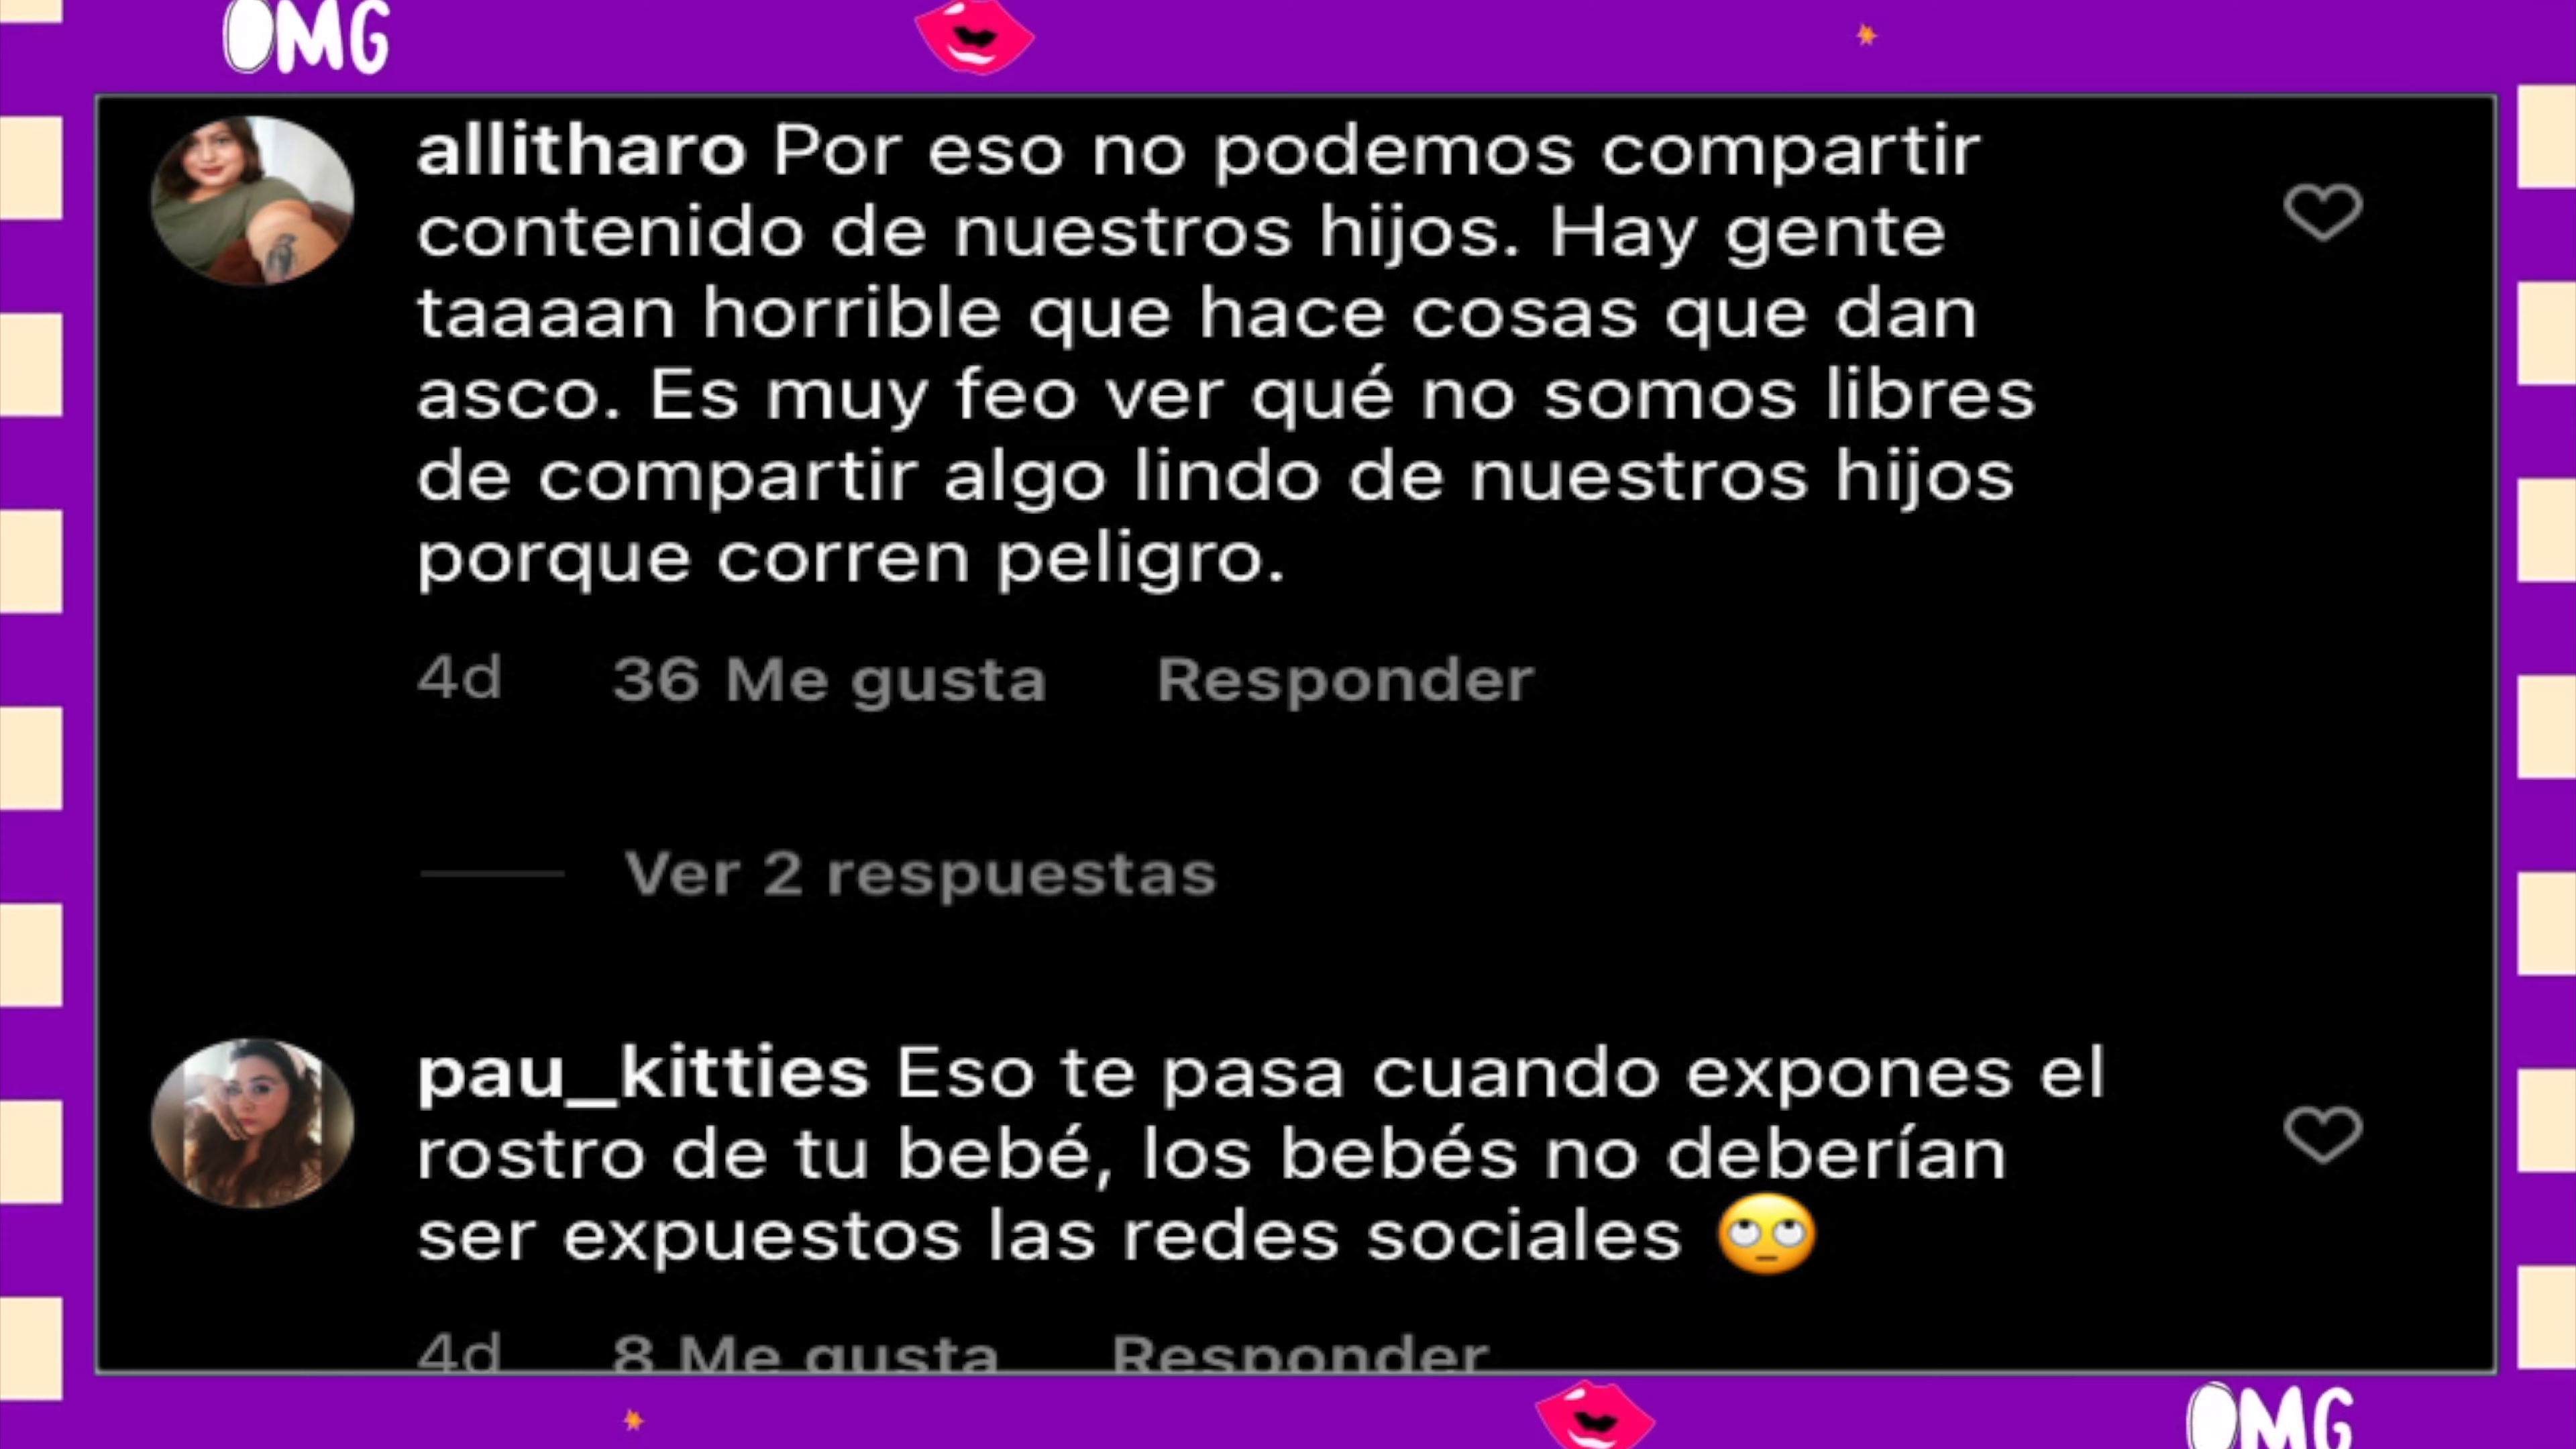 OMG
allitharo Por eso no podemos compartir
contenido de nuestros hijos. Hay gente
taaaan horrible que hace cosas que dan
asco. Es muy feo ver qué no somos libres
de compartir algo lindo de nuestros hijos
porque corren peligro.
4d 36 Me gusta Responder
Ver 2 respuestas
pau_kitties Eso te pasa cuando expones el
rostro de tu bebé, los bebés no deberían
ser expuestos las redes sociales 🙄
4d 8 Me gusta Responder
OMG